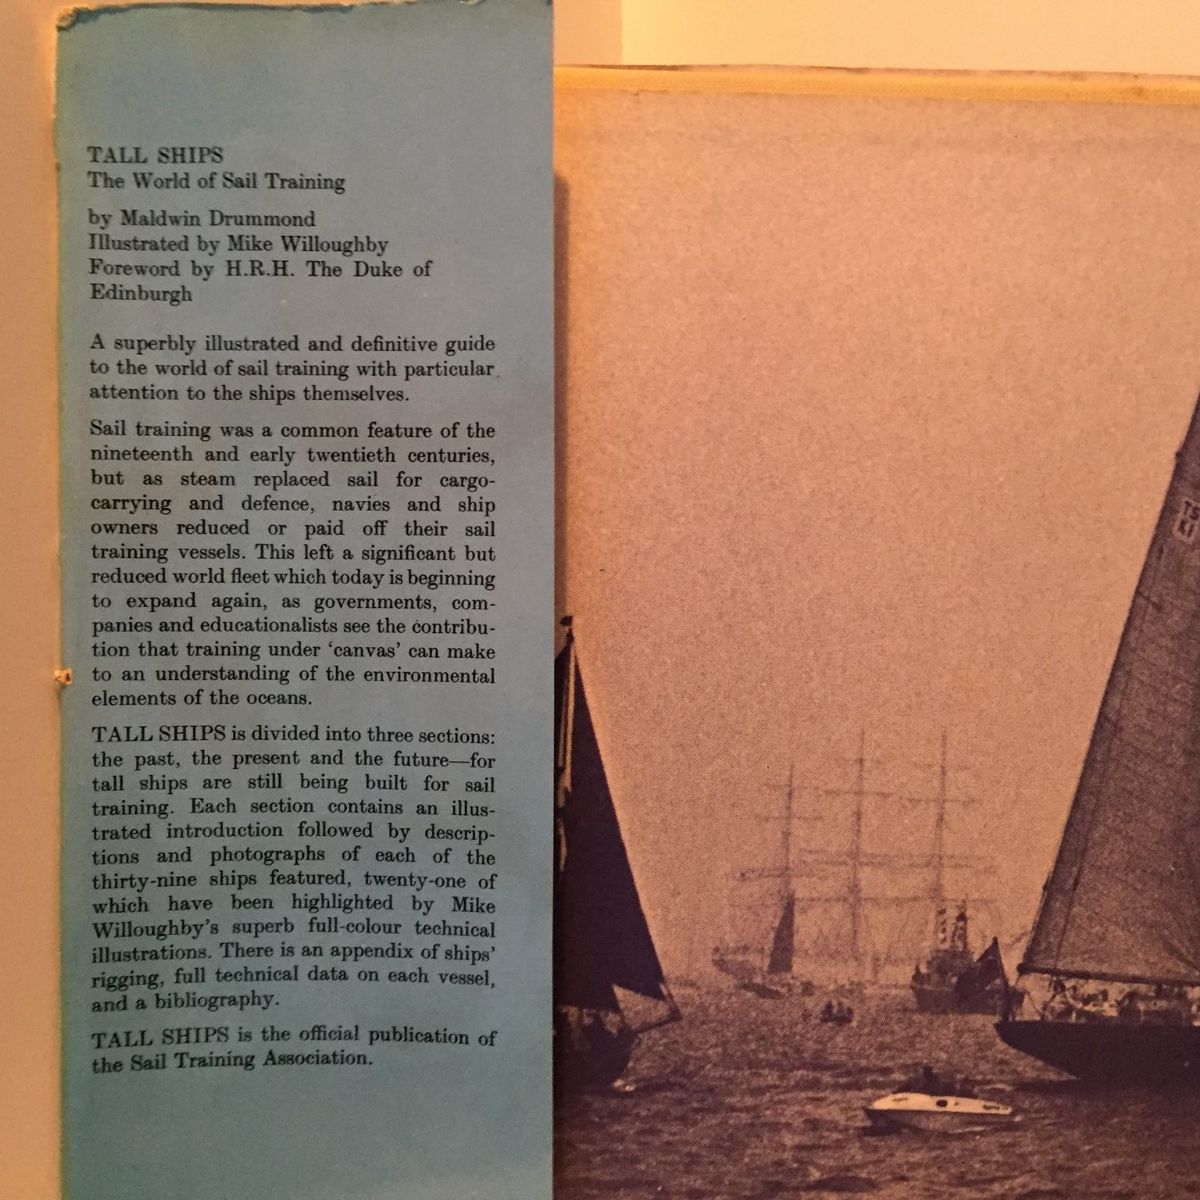 TALL SHIPS
The World of Sail Training
by Maldwin Drummond
Illustrated by Mike Willoughby
Foreword by H.R.H. The Duke of
Edinburgh
A superbly illustrated and definitive guide
to the world of sail training with particular
attention to the ships themselves.
Sail training was a common feature of the
nineteenth and early twentieth centuries,
but as steam replaced sail for cargo-
carrying and defence, navies and ship
owners reduced or paid off their sail
training vessels. This left a significant but
reduced world fleet which today is beginning
to expand again, as governments, com-
panies and educationalists see the contribu-
tion that training under ‘canvas’ can make
to an understanding of the environmental
elements of the oceans.
TALL SHIPS is divided into three sections:
the past, the present and the future—for
tall ships are still being built for sail
training. Each section contains an illus-
trated introduction followed by descrip-
tions and photographs of each of the
thirty-nine ships featured, twenty-one of
which have been highlighted by Mike
Willoughby’s superb full-colour technical
illustrations. There is an appendix of ships’
rigging, full technical data on each vessel,
and a bibliography.
TALL SHIPS is the official publication of
the Sail Training Association.
TS